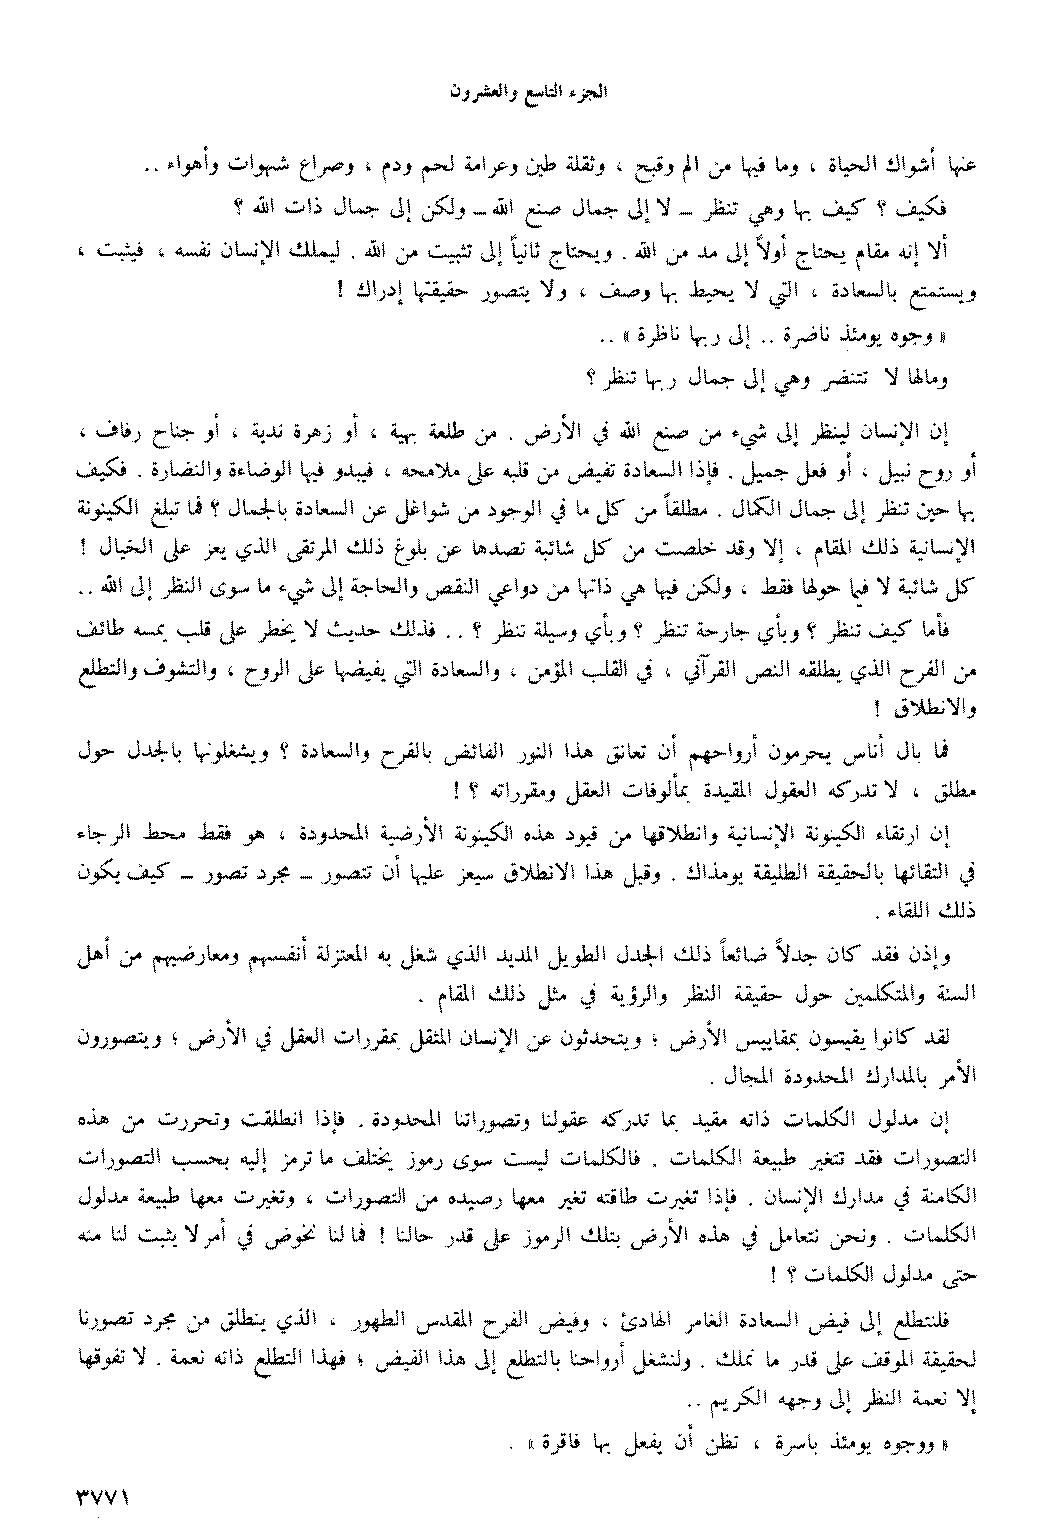 الجزء التاسع والعشرون
عنها أشواك الحياة ، وما فيها من ألم وقبح ، وثقلة طين وعرامة لحم ودم ، وصراع شهوات وأهواء ..
فكيف ؟ كيف بها وهي تنظر – لا إلى جمال صنع الله – ولكن إلى جمال ذات الله ؟
ألا إنه مقام يحتاج أولاً إلى مد من الله . ويحتاج ثانياً إلى تثبيت من الله . ليملك الإنسان نفسه ، فيثبت ،
ويستمتع بالسعادة ، التي لا يحيط بها وصف ، ولا يتصور حقيقتها إدراك !
« وجوه يومئذ ناضرة .. إلى ربها ناظرة » ..
ومالها لا تتنضر وهي إلى جمال ربها تنظر ؟
إن الإنسان لينظر إلى شيء من صنع الله في الأرض . من طلعة بهية ، أو زهرة ندية ، أو جناح رفاف ،
أو روح نبيل ، أو فعل جميل . فإذا السعادة تفيض من قلبه على ملامحه ، فيبدو فيها الوضاءة والنضارة . فكيف
بها حين تنظر إلى جمال الكمال . مطلقاً من كل ما في الوجود من شواغل عن السعادة بالجمال ؟ فما تبلغ الكينونة
الإنسانية ذلك المقام ، إلا وقد خلصت من كل شائبة تصدها عن بلوغ ذلك المرتقى الذي يعز على الخيال !
كل شائبة لا فيما حولها فقط ، ولكن فيها هي ذاتها من دواعي النقص والحاجة إلى شيء ما سوى النظر إلى الله ..
فأما كيف تنظر ؟ وبأي جارحة تنظر ؟ وبأي وسيلة تنظر ؟ .. فذلك حديث لا يخطر على قلب يمسه طائف
من الفرح الذي يطلقه النص القرآني ، في القلب المؤمن ، والسعادة التي يفيضها على الروح ، والتشوف والتطلع
والانطلاق !
فما بال أناس يحرمون أرواحهم أن تعانق هذا النور الفائض بالفرح والسعادة ؟ ويشغلونها بالجدل حول
مطلق ، لا تدركه العقول المقيدة بمألوفات العقل ومقرراته ؟ !
إن ارتقاء الكينونة الإنسانية وانطلاقها من قيود هذه الكينونة الأرضية المحدودة ، هو فقط محط الرجاء
في التقائها بالحقيقة الطليقة يومذاك . وقبل هذا الانطلاق سيعز عليها أن تتصور – مجرد تصور – كيف يكون
ذلك اللقاء .
وإذن فقد كان جدلاً ضائعاً ذلك الجدل الطويل المديد الذي شغل به المعتزلة أنفسهم ومعارضيهم من أهل
السنة والمتكلمين حول حقيقة النظر والرؤية في مثل ذلك المقام .
لقد كانوا يقيسون بمقاييس الأرض ؛ ويتحدثون عن الإنسان المثقل بمقررات العقل في الأرض ؛ ويتصورون
الأمر بالمدارك المحدودة المجال .
إن مدلول الكلمات ذاته مقيد بما تدركه عقولنا وتصوراتنا المحدودة . فإذا انطلقت وتحررت من هذه
التصورات فقد تتغير طبيعة الكلمات . فالكلمات ليست سوى رموز يختلف ما ترمز إليه بحسب التصورات
الكامنة في مدارك الإنسان . فإذا تغيرت طاقته تغير معها رصيده من التصورات ، وتغيرت معها طبيعة مدلول
الكلمات . ونحن نتعامل في هذه الأرض بتلك الرموز على قدر حالنا ! فما لنا نخوض في أمر لا يثبت لنا منه
حتى مدلول الكلمات ؟ !
فلنتطلع إلى فيض السعادة الغامر الهادئ ، وفيض الفرح المقدس الطهور ، الذي ينطلق من مجرد تصورنا
لحقيقة الموقف على قدر ما نملك . ولنشغل أرواحنا بالتطلع إلى هذا الفيض ؛ فهذا التطلع ذاته نعمة . لا تفوقها
إلا نعمة النظر إلى وجهه الكريم ..
« ووجوه يومئذ باسرة ، تظن أن يفعل بها فاقرة » .
٣٧٧١